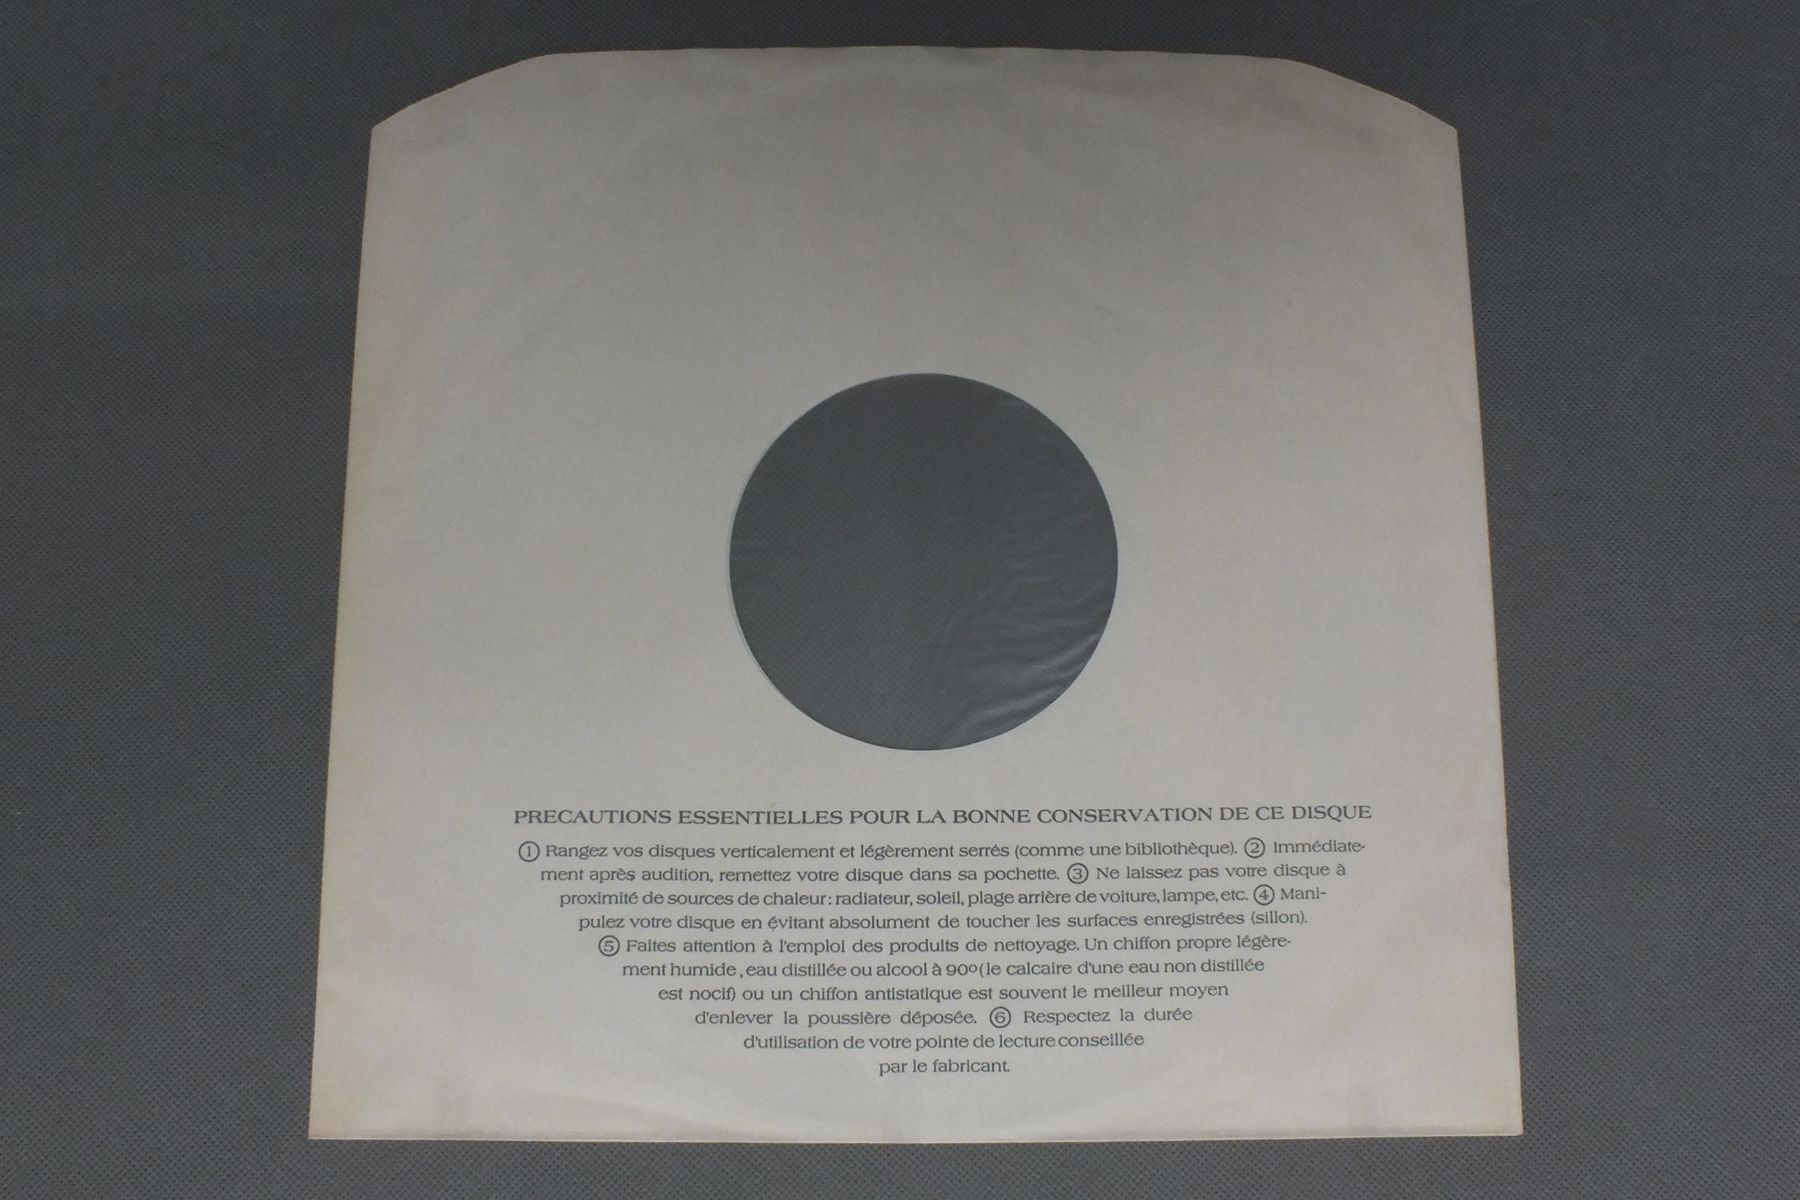 PRECAUTIONS ESSENTIELLES POUR LA BONNE CONSERVATION DE CE DISQUE
① Rangez vos disques verticalement et légèrement serrés (comme une bibliothèque). ② Immédiate-
ment après audition, remettez votre disque dans sa pochette. ③ Ne laissez pas votre disque à
proximité de sources de chaleur: radiateur, soleil, plage arrière de voiture, lampe, etc. ④ Mani-
pulez votre disque en évitant absolument de toucher les surfaces enregistrées (sillon).
⑤ Faites attention à l'emploi des produits de nettoyage. Un chiffon propre légère-
ment humide, eau distillée ou alcool à 90º (le calcaire d'une eau non distillée
est nocif) ou un chiffon antistatique est souvent le meilleur moyen
d'enlever la poussière déposée. ⑥ Respectez la durée
d'utilisation de votre pointe de lecture conseillée
par le fabricant.